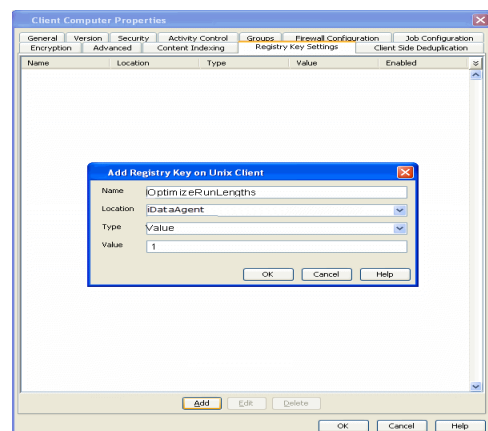 Client Computer Properties
General Version Security Activity Control Groups Firewall Configuration Job Configuration
Encryption Advanced Content Indexing Registry Key Settings Client Side Deduplication
Name Location Type Value Enabled
Add Registry Key on Unix Client
Name iOptimizeRunLengths
Location iDataAgent
Type Value
Value 1
OK Cancel Help
Add Edit Delete
OK Cancel Help